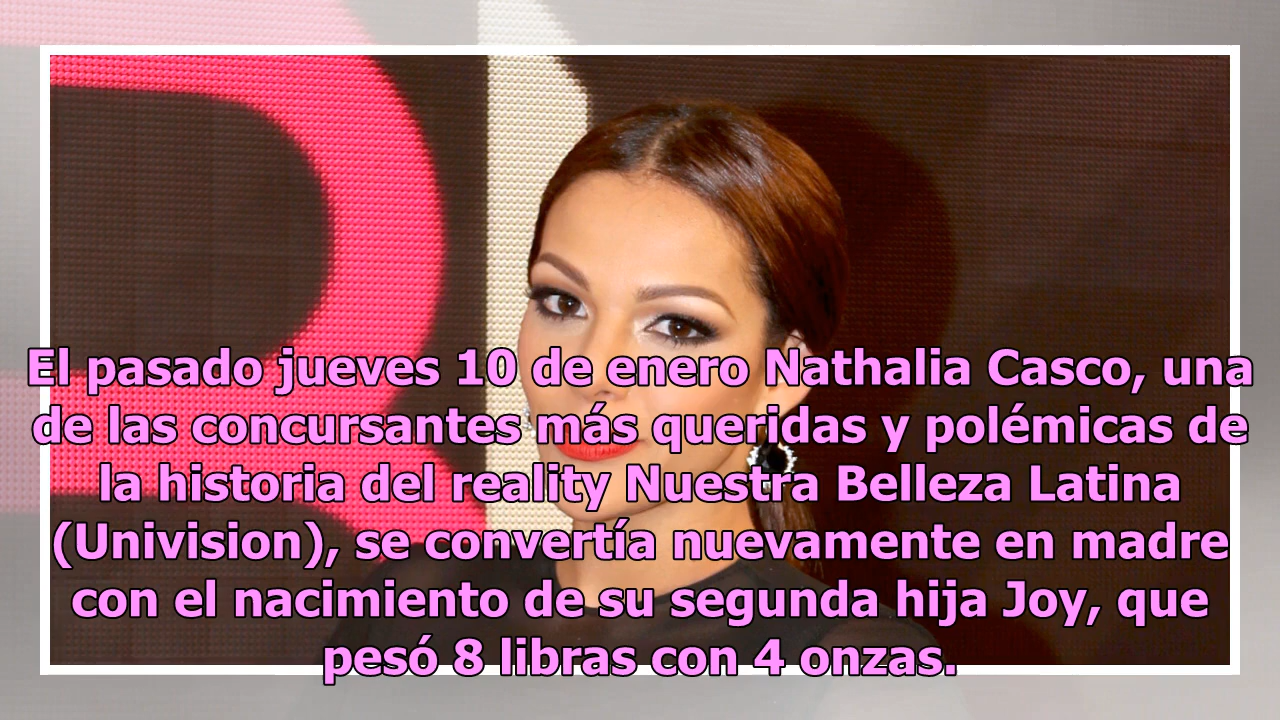 El pasado jueves 10 de enero Nathalia Casco, una
de las concursantes más queridas y polémicas de
la historia del reality Nuestra Belleza Latina
(Univision), se convertía nuevamente en madre
con el nacimiento de su segunda hija Joy, que
pesó 8 libras con 4 onzas.